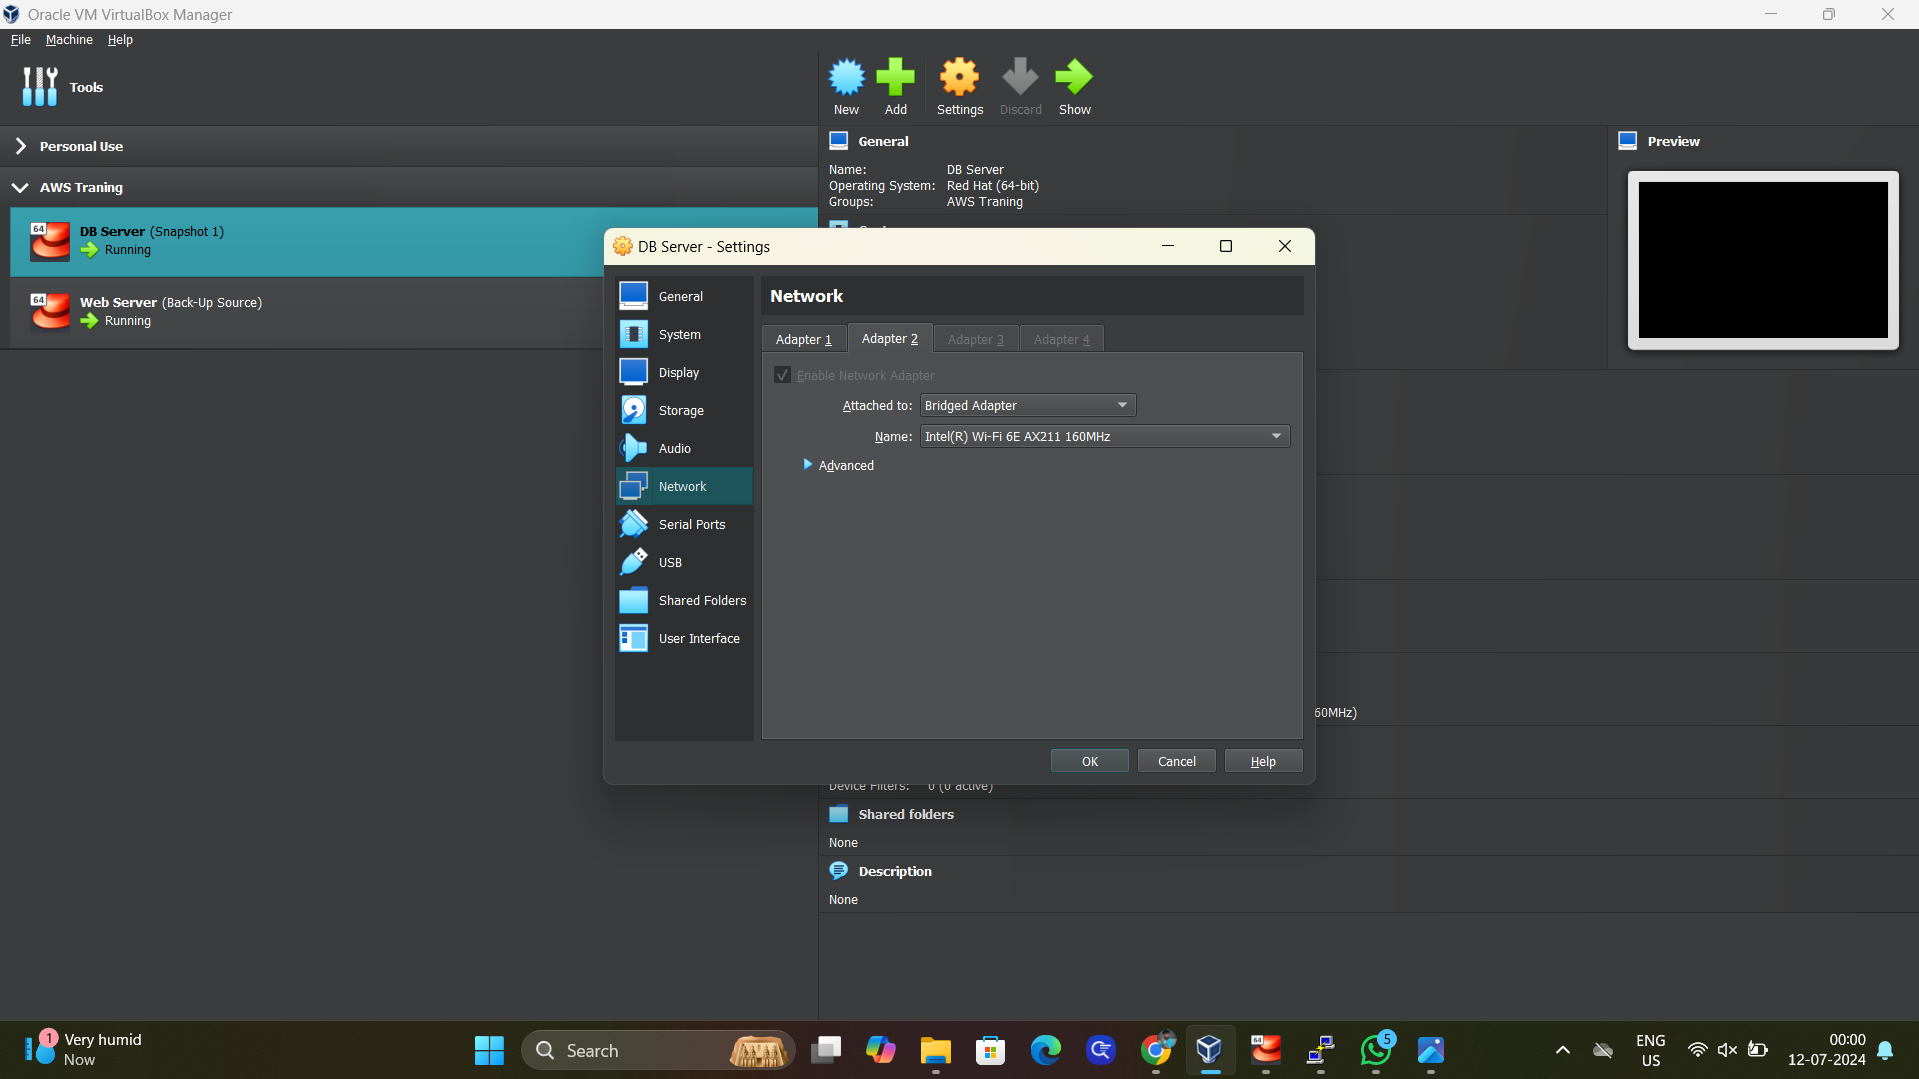 Oracle VM VirtualBox Manager
File Machine Help
Tools
New
Add
Settings
Discard
Show
Personal Use
AWS Traning
64
DB Server (Snapshot 1)
Running
64
Web Server (Back-Up Source)
Running
General
Name: DB Server
Operating System: Red Hat (64-bit)
Groups: AWS Traning
Preview
DB Server - Settings
General
System
Display
Storage
Audio
Network
Serial Ports
USB
Shared Folders
User Interface
Network
Adapter 1
Adapter 2
Adapter 3
Adapter 4
Enable Network Adapter
Attached to: Bridged Adapter
Name: Intel(R) Wi-Fi 6E AX211 160MHz
Advanced
OK
Cancel
Help
60MHz)
Device Filters: 0 (0 active)
Shared folders
None
Description
None
1
Very humid
Now
Search
64
5
ENG
US
00:00
12-07-2024